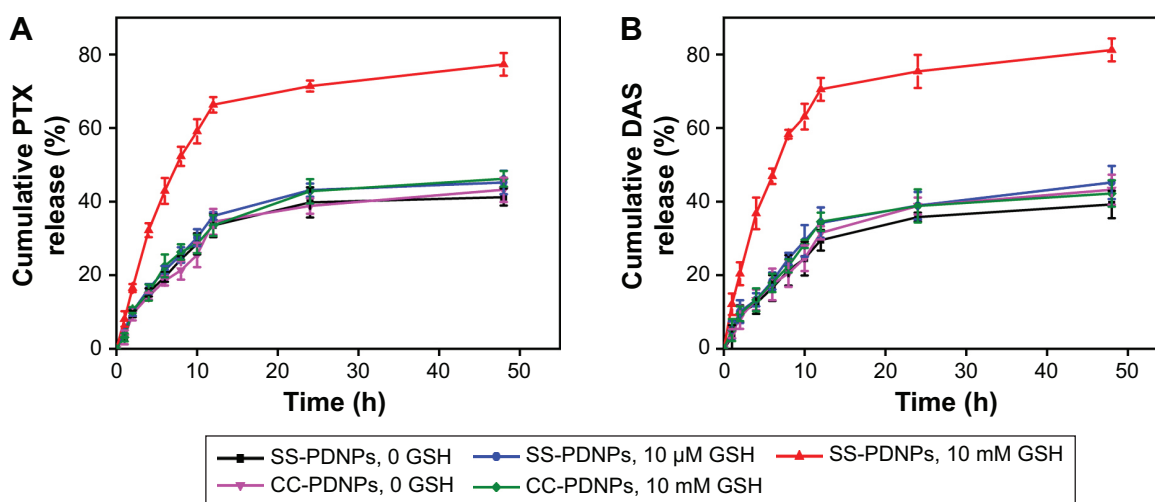 A
Cumulative PTX
release (%)
80
60
40
20
0
0 10 20 30 40 50
Time (h)
B
Cumulative DAS
release (%)
80
60
40
20
0
0 10 20 30 40 50
Time (h)
SS-PDNPs, 0 GSH SS-PDNPs, 10 µM GSH SS-PDNPs, 10 mM GSH
CC-PDNPs, 0 GSH CC-PDNPs, 10 mM GSH